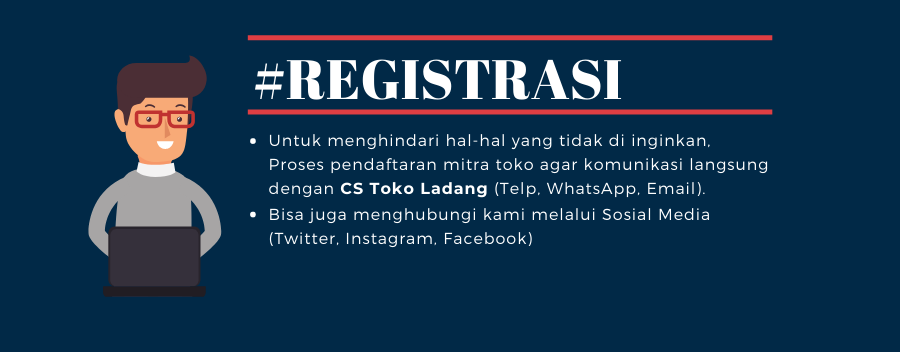 #REGISTRASI
• Untuk menghindari hal-hal yang tidak di inginkan,
Proses pendaftaran mitra toko agar komunikasi langsung
dengan CS Toko Ladang (Telp, WhatsApp, Email).
• Bisa juga menghubungi kami melalui Sosial Media
(Twitter, Instagram, Facebook)